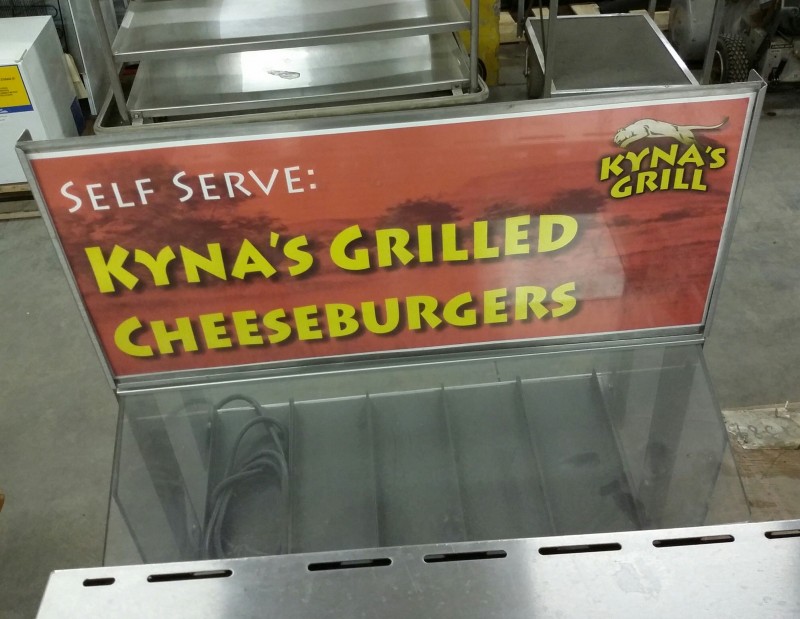 SELF SERVE:
KYNA'S GRILLED
CHEESEBURGERS
KYNA'S
GRILL